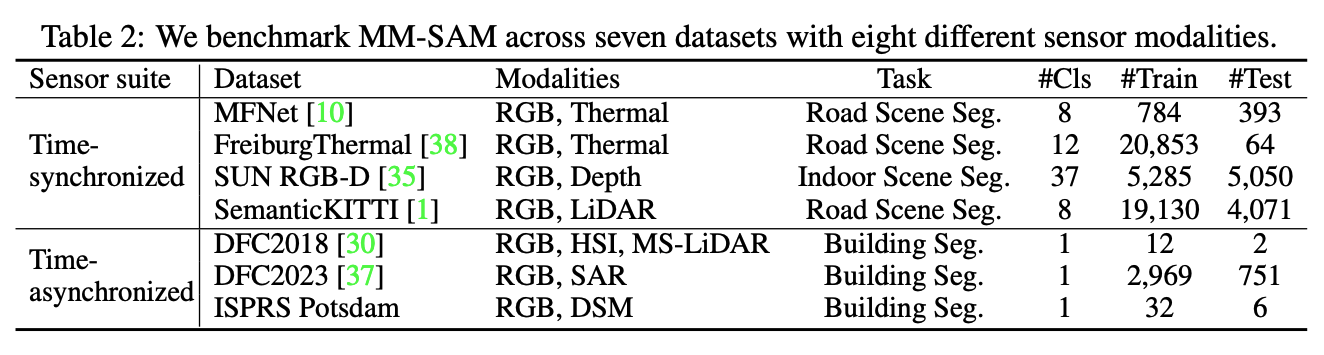 Table 2: We benchmark MM-SAM across seven datasets with eight different sensor modalities.
Sensor suite Dataset Modalities Task #Cls #Train #Test
Time-synchronized
MFNet [10] RGB, Thermal Road Scene Seg. 8 784 393
FreiburgThermal [38] RGB, Thermal Road Scene Seg. 12 20,853 64
SUN RGB-D [35] RGB, Depth Indoor Scene Seg. 37 5,285 5,050
SemanticKITTI [1] RGB, LiDAR Road Scene Seg. 8 19,130 4,071
Time-asynchronized
DFC2018 [30] RGB, HSI, MS-LiDAR Building Seg. 1 12 2
DFC2023 [37] RGB, SAR Building Seg. 1 2,969 751
ISPRS Potsdam RGB, DSM Building Seg. 1 32 6